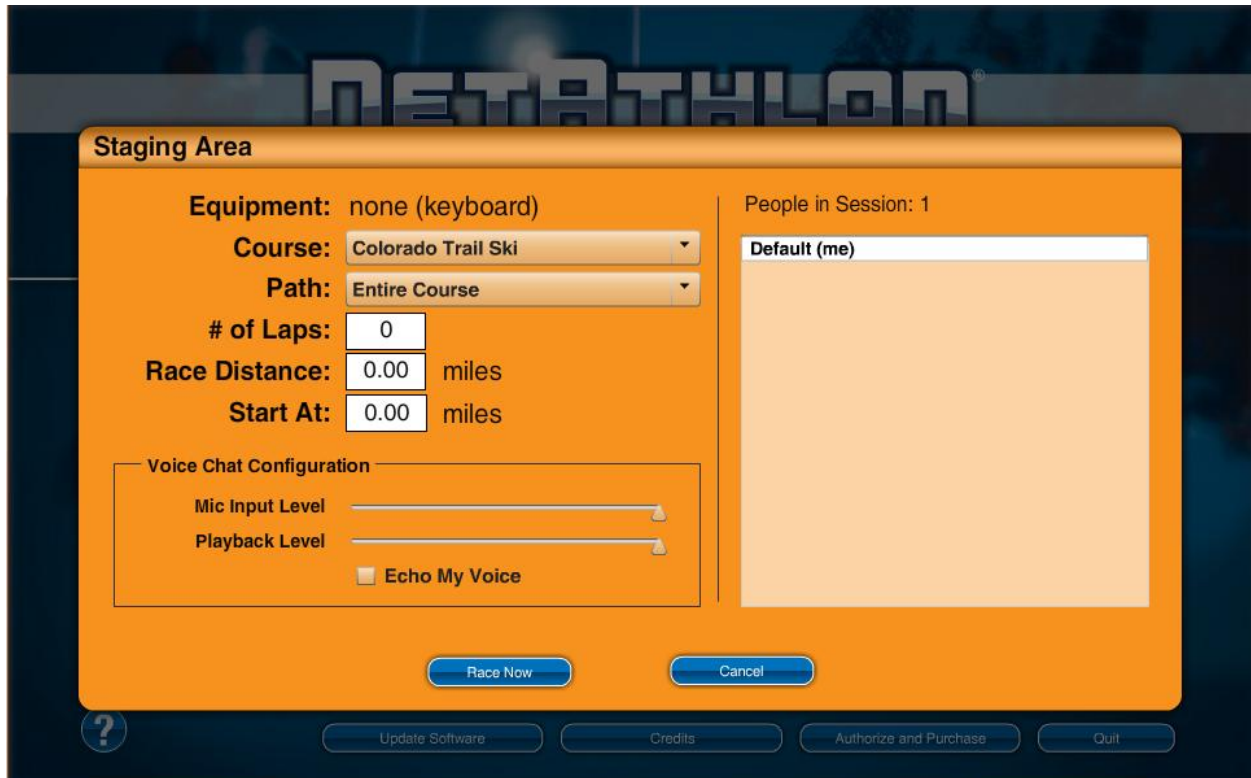 NETATHLON®
Staging Area
Equipment: none (keyboard)
Course: Colorado Trail Ski
Path: Entire Course
# of Laps: 0
Race Distance: 0.00 miles
Start At: 0.00 miles
Voice Chat Configuration
Mic Input Level
Playback Level
Echo My Voice
People in Session: 1
Default (me)
Race Now
Cancel
?
Update Software
Credits
Authorize and Purchase
Quit